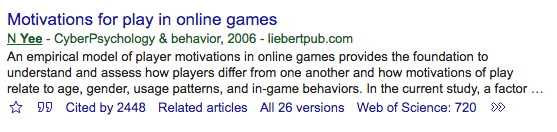 Motivations for play in online games
N Yee - CyberPsychology & behavior, 2006 - liebertpub.com
An empirical model of player motivations in online games provides the foundation to
understand and assess how players differ from one another and how motivations of play
relate to age, gender, usage patterns, and in-game behaviors. In the current study, a factor …
Cited by 2448 Related articles All 26 versions Web of Science: 720